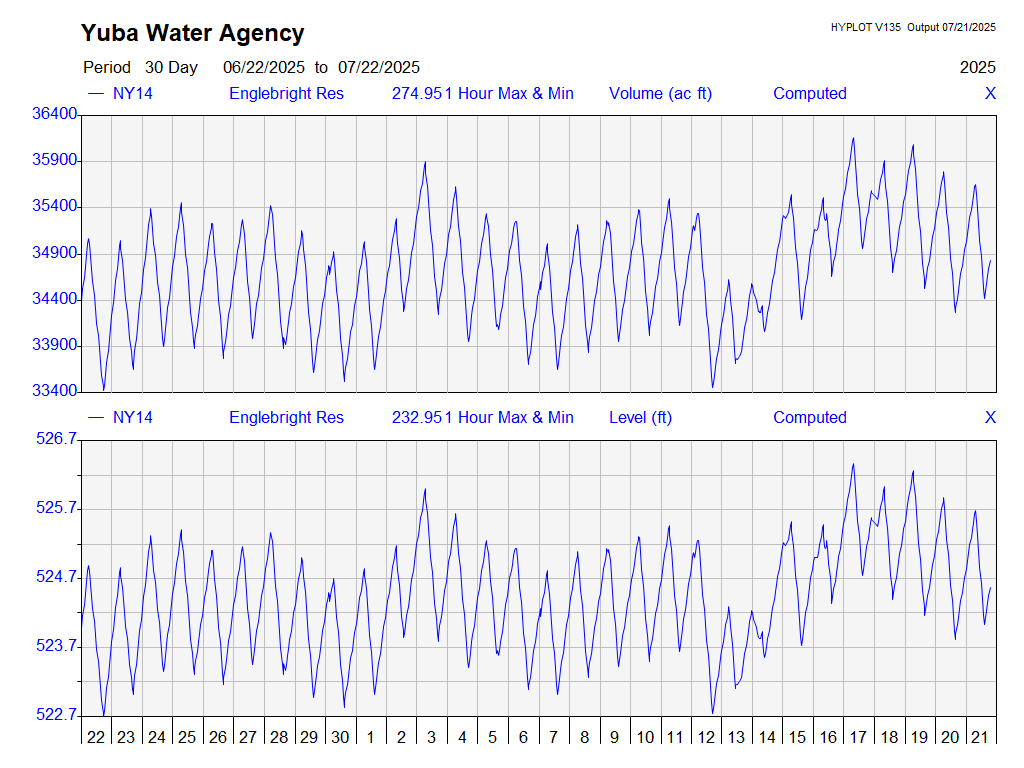 Yuba Water Agency
HYPLOT V135 Output 07/21/2025
Period 30 Day 06/22/2025 to 07/22/2025 2025
NY14 Englebright Res 274.951 Hour Max & Min Volume (ac ft) Computed X
36400
35900
35400
34900
34400
33900
33400
NY14 Englebright Res 232.951 Hour Max & Min Level (ft) Computed X
526.7
525.7
524.7
523.7
522.7
22 23 24 25 26 27 28 29 30 1 2 3 4 5 6 7 8 9 10 11 12 13 14 15 16 17 18 19 20 21